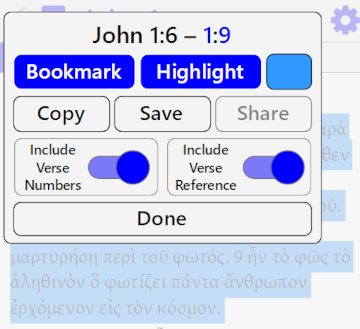 John 1:6 – 1:9
Bookmark Highlight
Copy Save Share
Include Verse Numbers
Include Verse Reference
Done
ρὰ
θεν
οῦ.
μαρτυρήσῃ περὶ τοῦ φωτός. 9 ἦν τὸ φῶς τὸ
ἀληθινὸν ὃ φωτίζει πάντα ἄνθρωπον
ἐρχόμενον εἰς τὸν κόσμον.